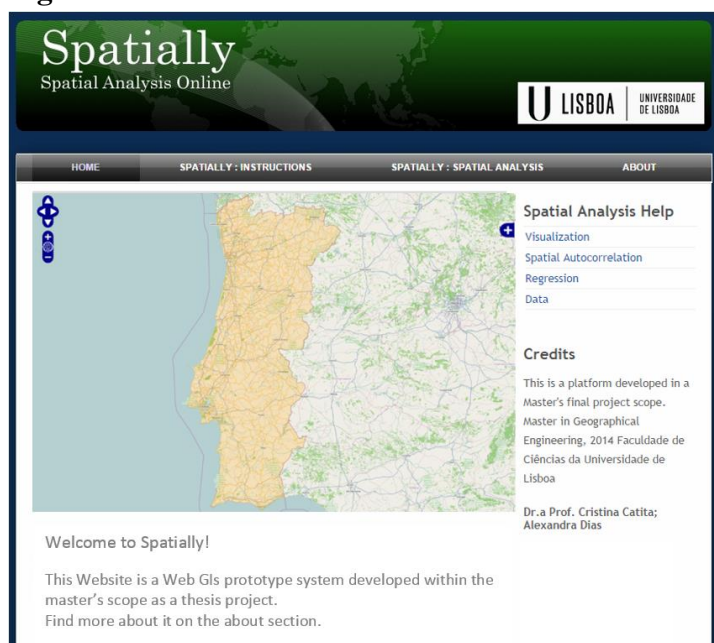 Spatially
Spatial Analysis Online
U LISBOA
UNIVERSIDADE
DE LISBOA
HOME
SPATIALLY : INSTRUCTIONS
SPATIALLY : SPATIAL ANALYSIS
ABOUT
Spatial Analysis Help
Visualization
Spatial Autocorrelation
Regression
Data
Credits
This is a platform developed in a
Master's final project scope.
Master in Geographical
Engineering, 2014 Faculdade de
Ciências da Universidade de
Lisboa
Dr.a Prof. Cristina Catita;
Alexandra Dias
Welcome to Spatially!
This Website is a Web GIs prototype system developed within the
master's scope as a thesis project.
Find more about it on the about section.